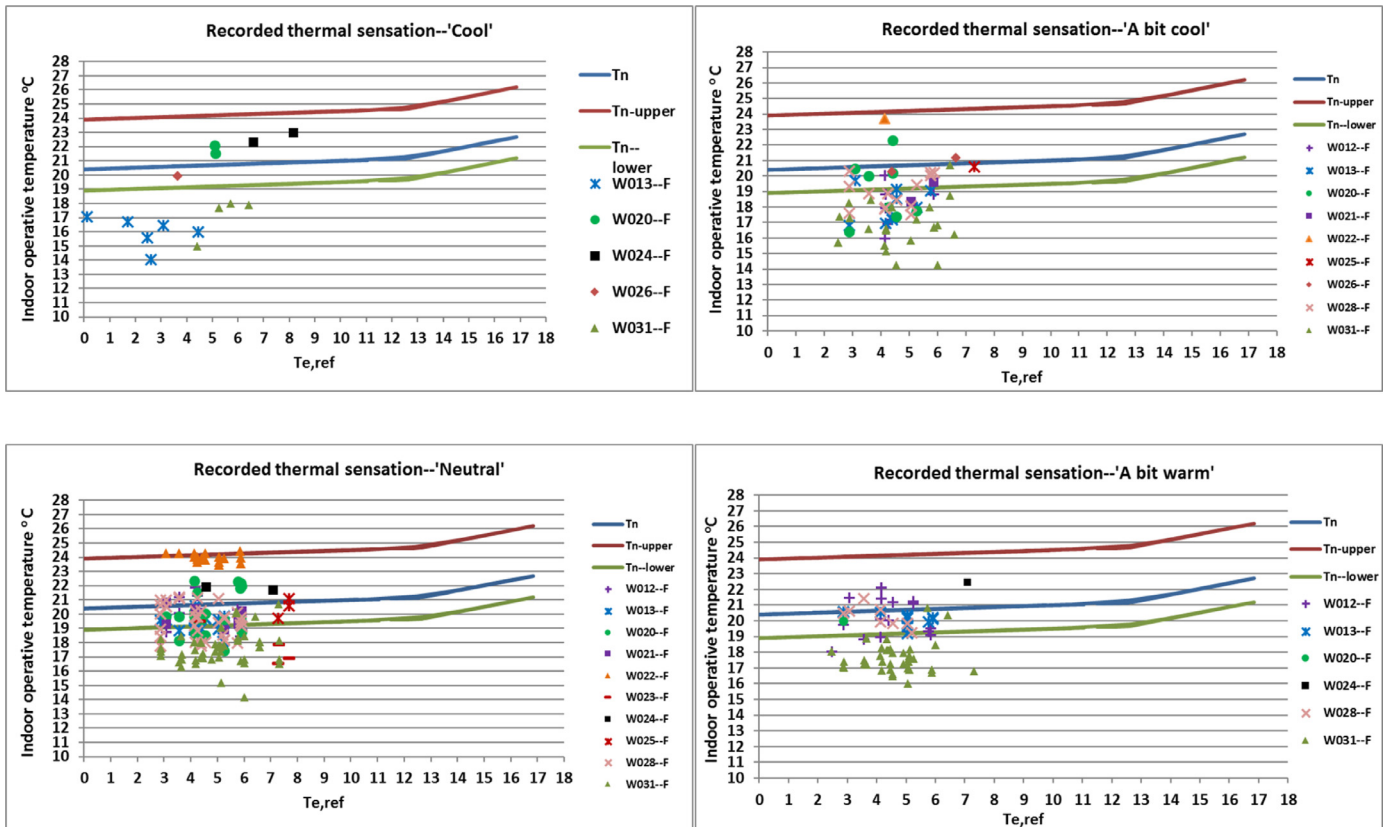 Recorded thermal sensation--'Cool'
Indoor operative temperature °C
28
27
26
25
24
23
22
21
20
19
18
17
16
15
14
13
12
11
10
0 1 2 3 4 5 6 7 8 9 10 11 12 13 14 15 16 17 18
Te,ref
Tn
Tn-upper
Tn--
lower
W013--F
W020--F
W024--F
W026--F
W031--F
Recorded thermal sensation--'A bit cool'
Indoor operative temperature °C
28
27
26
25
24
23
22
21
20
19
18
17
16
15
14
13
12
11
10
0 1 2 3 4 5 6 7 8 9 10 11 12 13 14 15 16 17 18
Te,ref
Tn
Tn-upper
Tn--lower
W012--F
W013--F
W020--F
W021--F
W022--F
W025--F
W026--F
W028--F
W031--F
Recorded thermal sensation--'Neutral'
Indoor operative temperature °C
28
27
26
25
24
23
22
21
20
19
18
17
16
15
14
13
12
11
10
0 1 2 3 4 5 6 7 8 9 10 11 12 13 14 15 16 17 18
Te,ref
Tn
Tn-upper
Tn--lower
W012--F
W013--F
W020--F
W021--F
W022--F
W023--F
W024--F
W025--F
W028--F
W031--F
Recorded thermal sensation--'A bit warm'
Indoor operative temperature °C
28
27
26
25
24
23
22
21
20
19
18
17
16
15
14
13
12
11
10
0 1 2 3 4 5 6 7 8 9 10 11 12 13 14 15 16 17 18
Te,ref
Tn
Tn-upper
Tn--lower
W012--F
W013--F
W020--F
W024--F
W028--F
W031--F